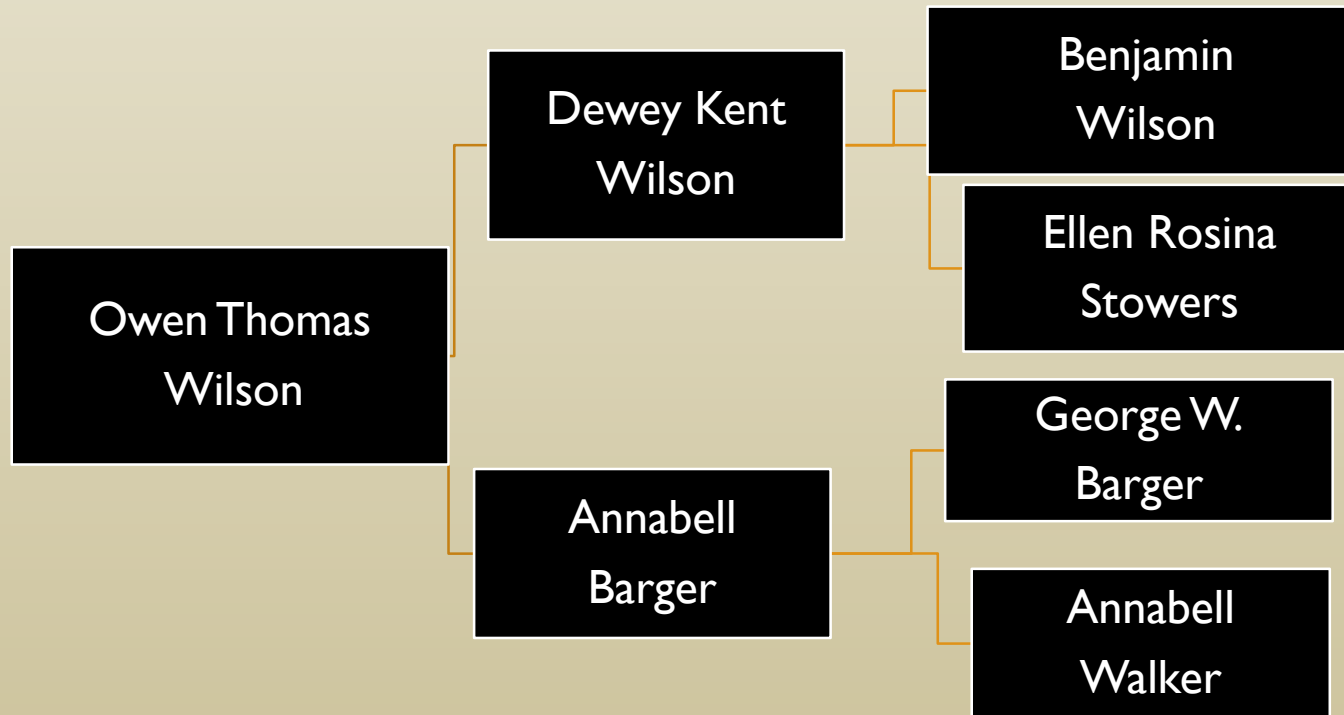 Benjamin
Wilson
Dewey Kent
Wilson
Ellen Rosina
Stowers
Owen Thomas
Wilson
George W.
Barger
Annabell
Barger
Annabell
Walker